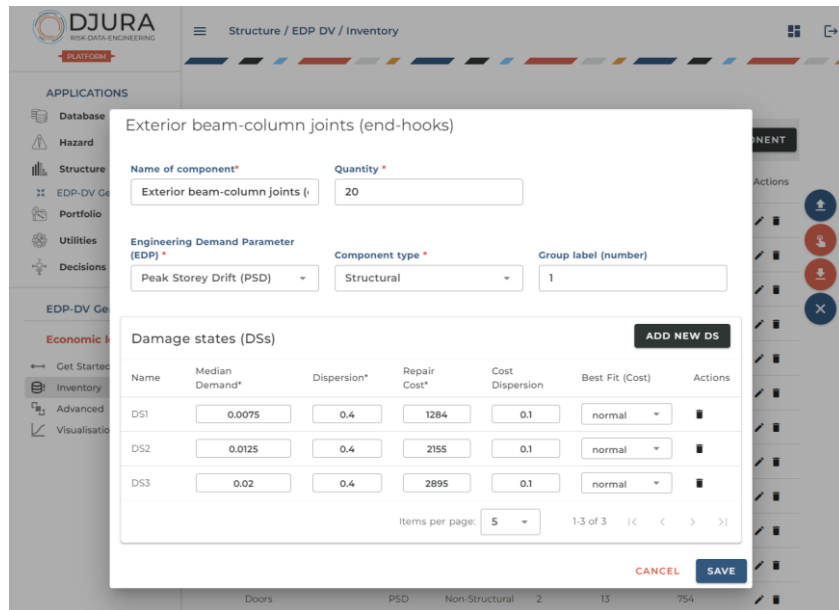 DJURA
RISK-DATA-ENGINEERING
PLATFORM
Structure / EDP DV / Inventory
APPLICATIONS
Database
Hazard
Structure
EDP-DV Ge
Portfolio
Utilities
Decisions
EDP-DV Ge
Economic l
Get Started
Inventory
Advanced
Visualisatio
NENT
Actions
Exterior beam-column joints (end-hooks)
Name of component* Quantity *
Exterior beam-column joints ( 20
Engineering Demand Parameter
(EDP) * Component type * Group label (number)
Peak Storey Drift (PSD) Structural 1
Damage states (DSs) ADD NEW DS
Name Median Demand* Dispersion* Repair Cost* Cost Dispersion Best Fit (Cost) Actions
DS1 0.0075 0.4 1284 0.1 normal
DS2 0.0125 0.4 2155 0.1 normal
DS3 0.02 0.4 2895 0.1 normal
Items per page: 5 1-3 of 3
CANCEL SAVE
Doors PSD Non-Structural 2 13 754